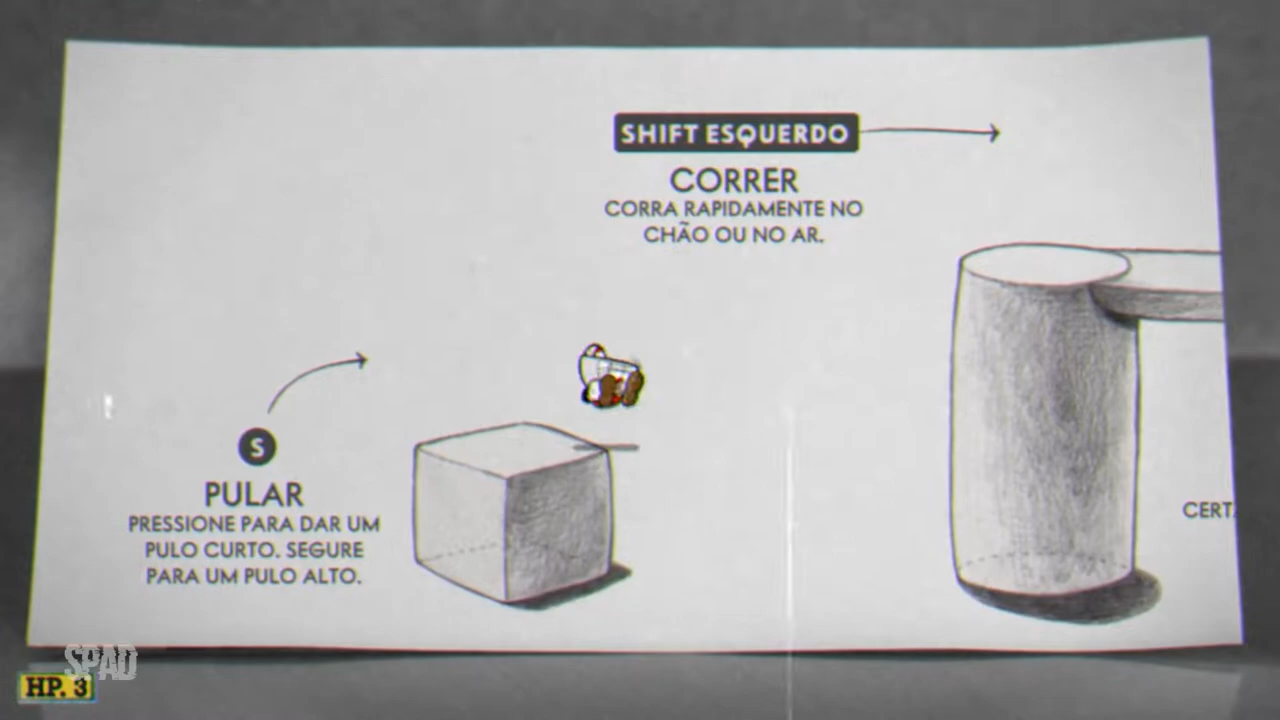 SHIFT ESQUERDO
CORRER
CORRA RAPIDAMENTE NO
CHÃO OU NO AR.
S
PULAR
PRESSIONE PARA DAR UM
PULO CURTO. SEGURE
PARA UM PULO ALTO.
CERT
SPAD
HP. 3